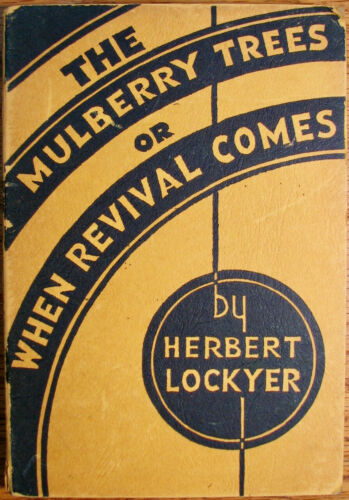 THE
MULBERRY TREES
OR
WHEN REVIVAL COMES
by
HERBERT
LOCKYER